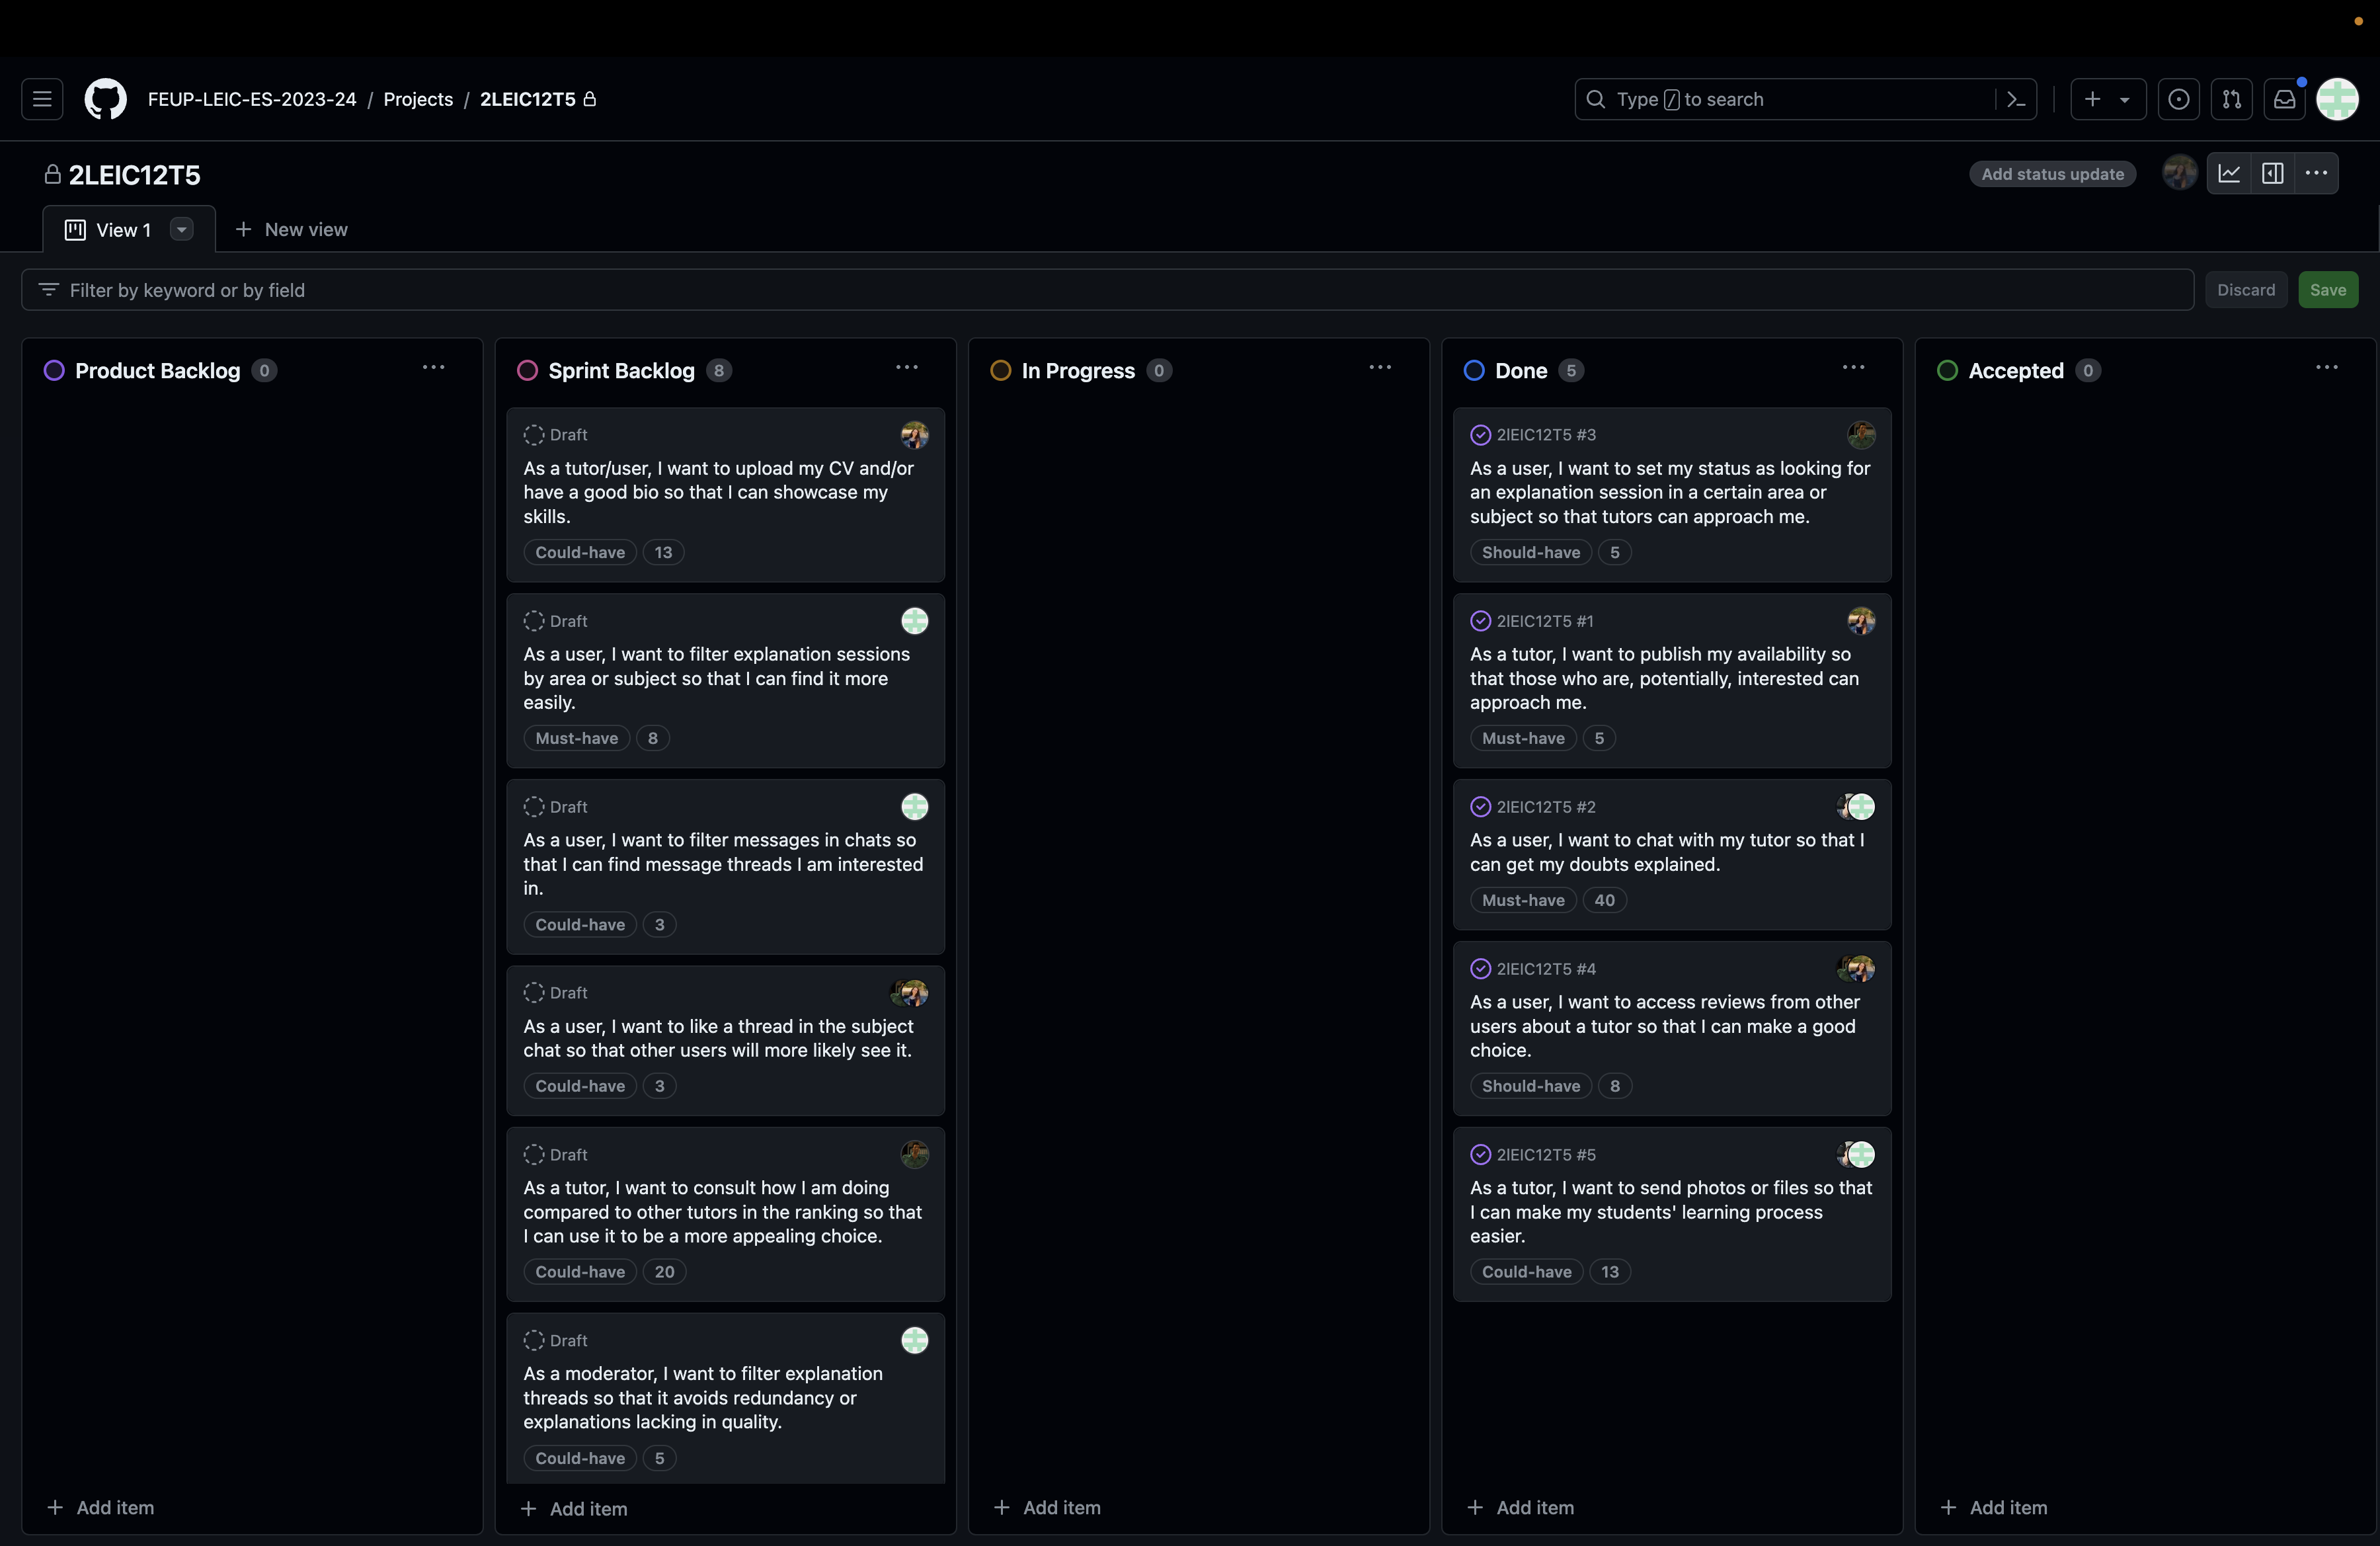 FEUP-LEIC-ES-2023-24 / Projects / 2LEIC12T5
Type / to search
2LEIC12T5
Add status update
View 1
New view
Filter by keyword or by field
Discard
Save
Product Backlog 0
Add item
Sprint Backlog 8
Draft
As a tutor/user, I want to upload my CV and/or
have a good bio so that I can showcase my
skills.
Could-have 13
Draft
As a user, I want to filter explanation sessions
by area or subject so that I can find it more
easily.
Must-have 8
Draft
As a user, I want to filter messages in chats so
that I can find message threads I am interested
in.
Could-have 3
Draft
As a user, I want to like a thread in the subject
chat so that other users will more likely see it.
Could-have 3
Draft
As a tutor, I want to consult how I am doing
compared to other tutors in the ranking so that
I can use it to be a more appealing choice.
Could-have 20
Draft
As a moderator, I want to filter explanation
threads so that it avoids redundancy or
explanations lacking in quality.
Could-have 5
Add item
In Progress 0
Add item
Done 5
2lEIC12T5 #3
As a user, I want to set my status as looking for
an explanation session in a certain area or
subject so that tutors can approach me.
Should-have 5
2lEIC12T5 #1
As a tutor, I want to publish my availability so
that those who are, potentially, interested can
approach me.
Must-have 5
2lEIC12T5 #2
As a user, I want to chat with my tutor so that I
can get my doubts explained.
Must-have 40
2lEIC12T5 #4
As a user, I want to access reviews from other
users about a tutor so that I can make a good
choice.
Should-have 8
2lEIC12T5 #5
As a tutor, I want to send photos or files so that
I can make my students' learning process
easier.
Could-have 13
Add item
Accepted 0
Add item